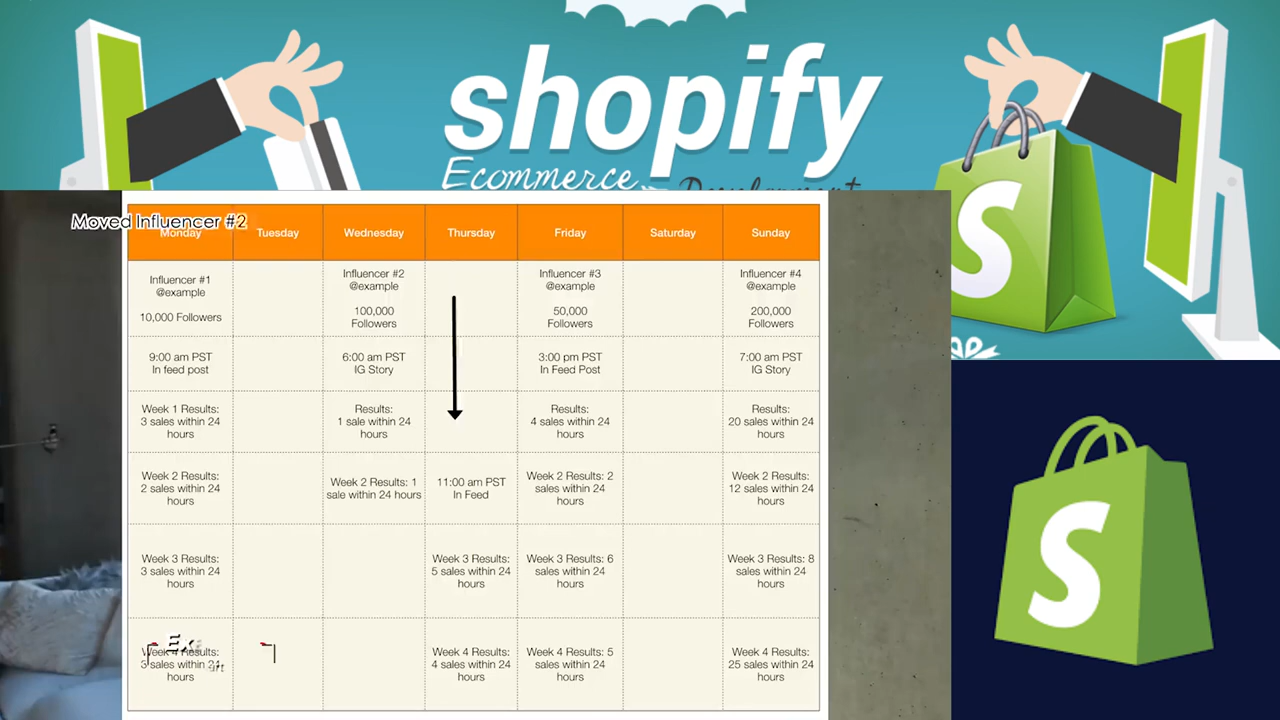 shopify
Ecommerce
Development
Moved Influencer #2
Monday
Tuesday
Wednesday
Thursday
Friday
Saturday
Sunday
Influencer #1
@example
10,000 Followers
Influencer #2
@example
100,000
Followers
Influencer #3
@example
50,000
Followers
Influencer #4
@example
200,000
Followers
9:00 am PST
In feed post
6:00 am PST
IG Story
3:00 pm PST
In Feed Post
7:00 am PST
IG Story
Week 1 Results:
3 sales within 24
hours
Results:
1 sale within 24
hours
Results:
4 sales within 24
hours
Results:
20 sales within 24
hours
Week 2 Results:
2 sales within 24
hours
Week 2 Results: 1
sale within 24 hours
11:00 am PST
In Feed
Week 2 Results: 2
sales within 24
hours
Week 2 Results:
12 sales within 24
hours
Week 3 Results:
3 sales within 24
hours
Week 3 Results:
5 sales within 24
hours
Week 3 Results: 6
sales within 24
hours
Week 3 Results: 8
sales within 24
hours
Week 4 Results:
3 sales within 24
hours
Week 4 Results:
4 sales within 24
hours
Week 4 Results: 5
sales within 24
hours
Week 4 Results:
25 sales within 24
hours
S
S